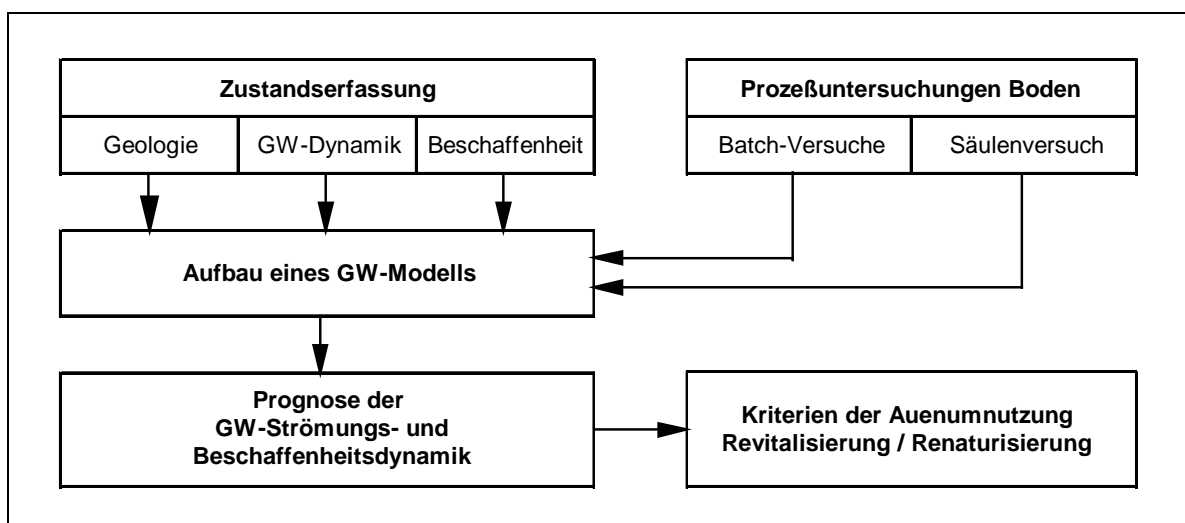 Zustandserfassung
Geologie
GW-Dynamik
Beschaffenheit
Prozeßuntersuchungen Boden
Batch-Versuche
Säulenversuch
Aufbau eines GW-Modells
Prognose der
GW-Strömungs- und
Beschaffenheitsdynamik
Kriterien der Auenumnutzung
Revitalisierung / Renaturisierung